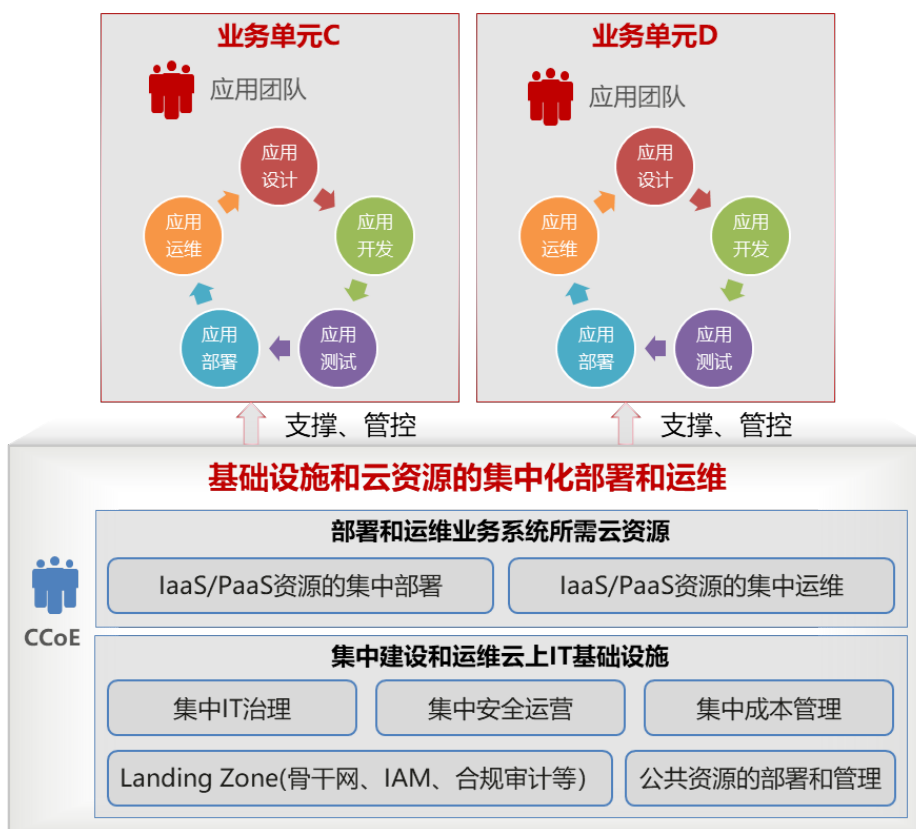 业务单元C
应用团队
应用
设计
应用
开发
应用
测试
应用
部署
应用
运维
业务单元D
应用团队
应用
设计
应用
开发
应用
测试
应用
部署
应用
运维
支撑、管控
支撑、管控
基础设施和云资源的集中化部署和运维
CCoE
部署和运维业务系统所需云资源
IaaS/PaaS资源的集中部署
IaaS/PaaS资源的集中运维
集中建设和运维云上IT基础设施
集中IT治理
集中安全运营
集中成本管理
Landing Zone(骨干网、IAM、合规审计等）
公共资源的部署和管理